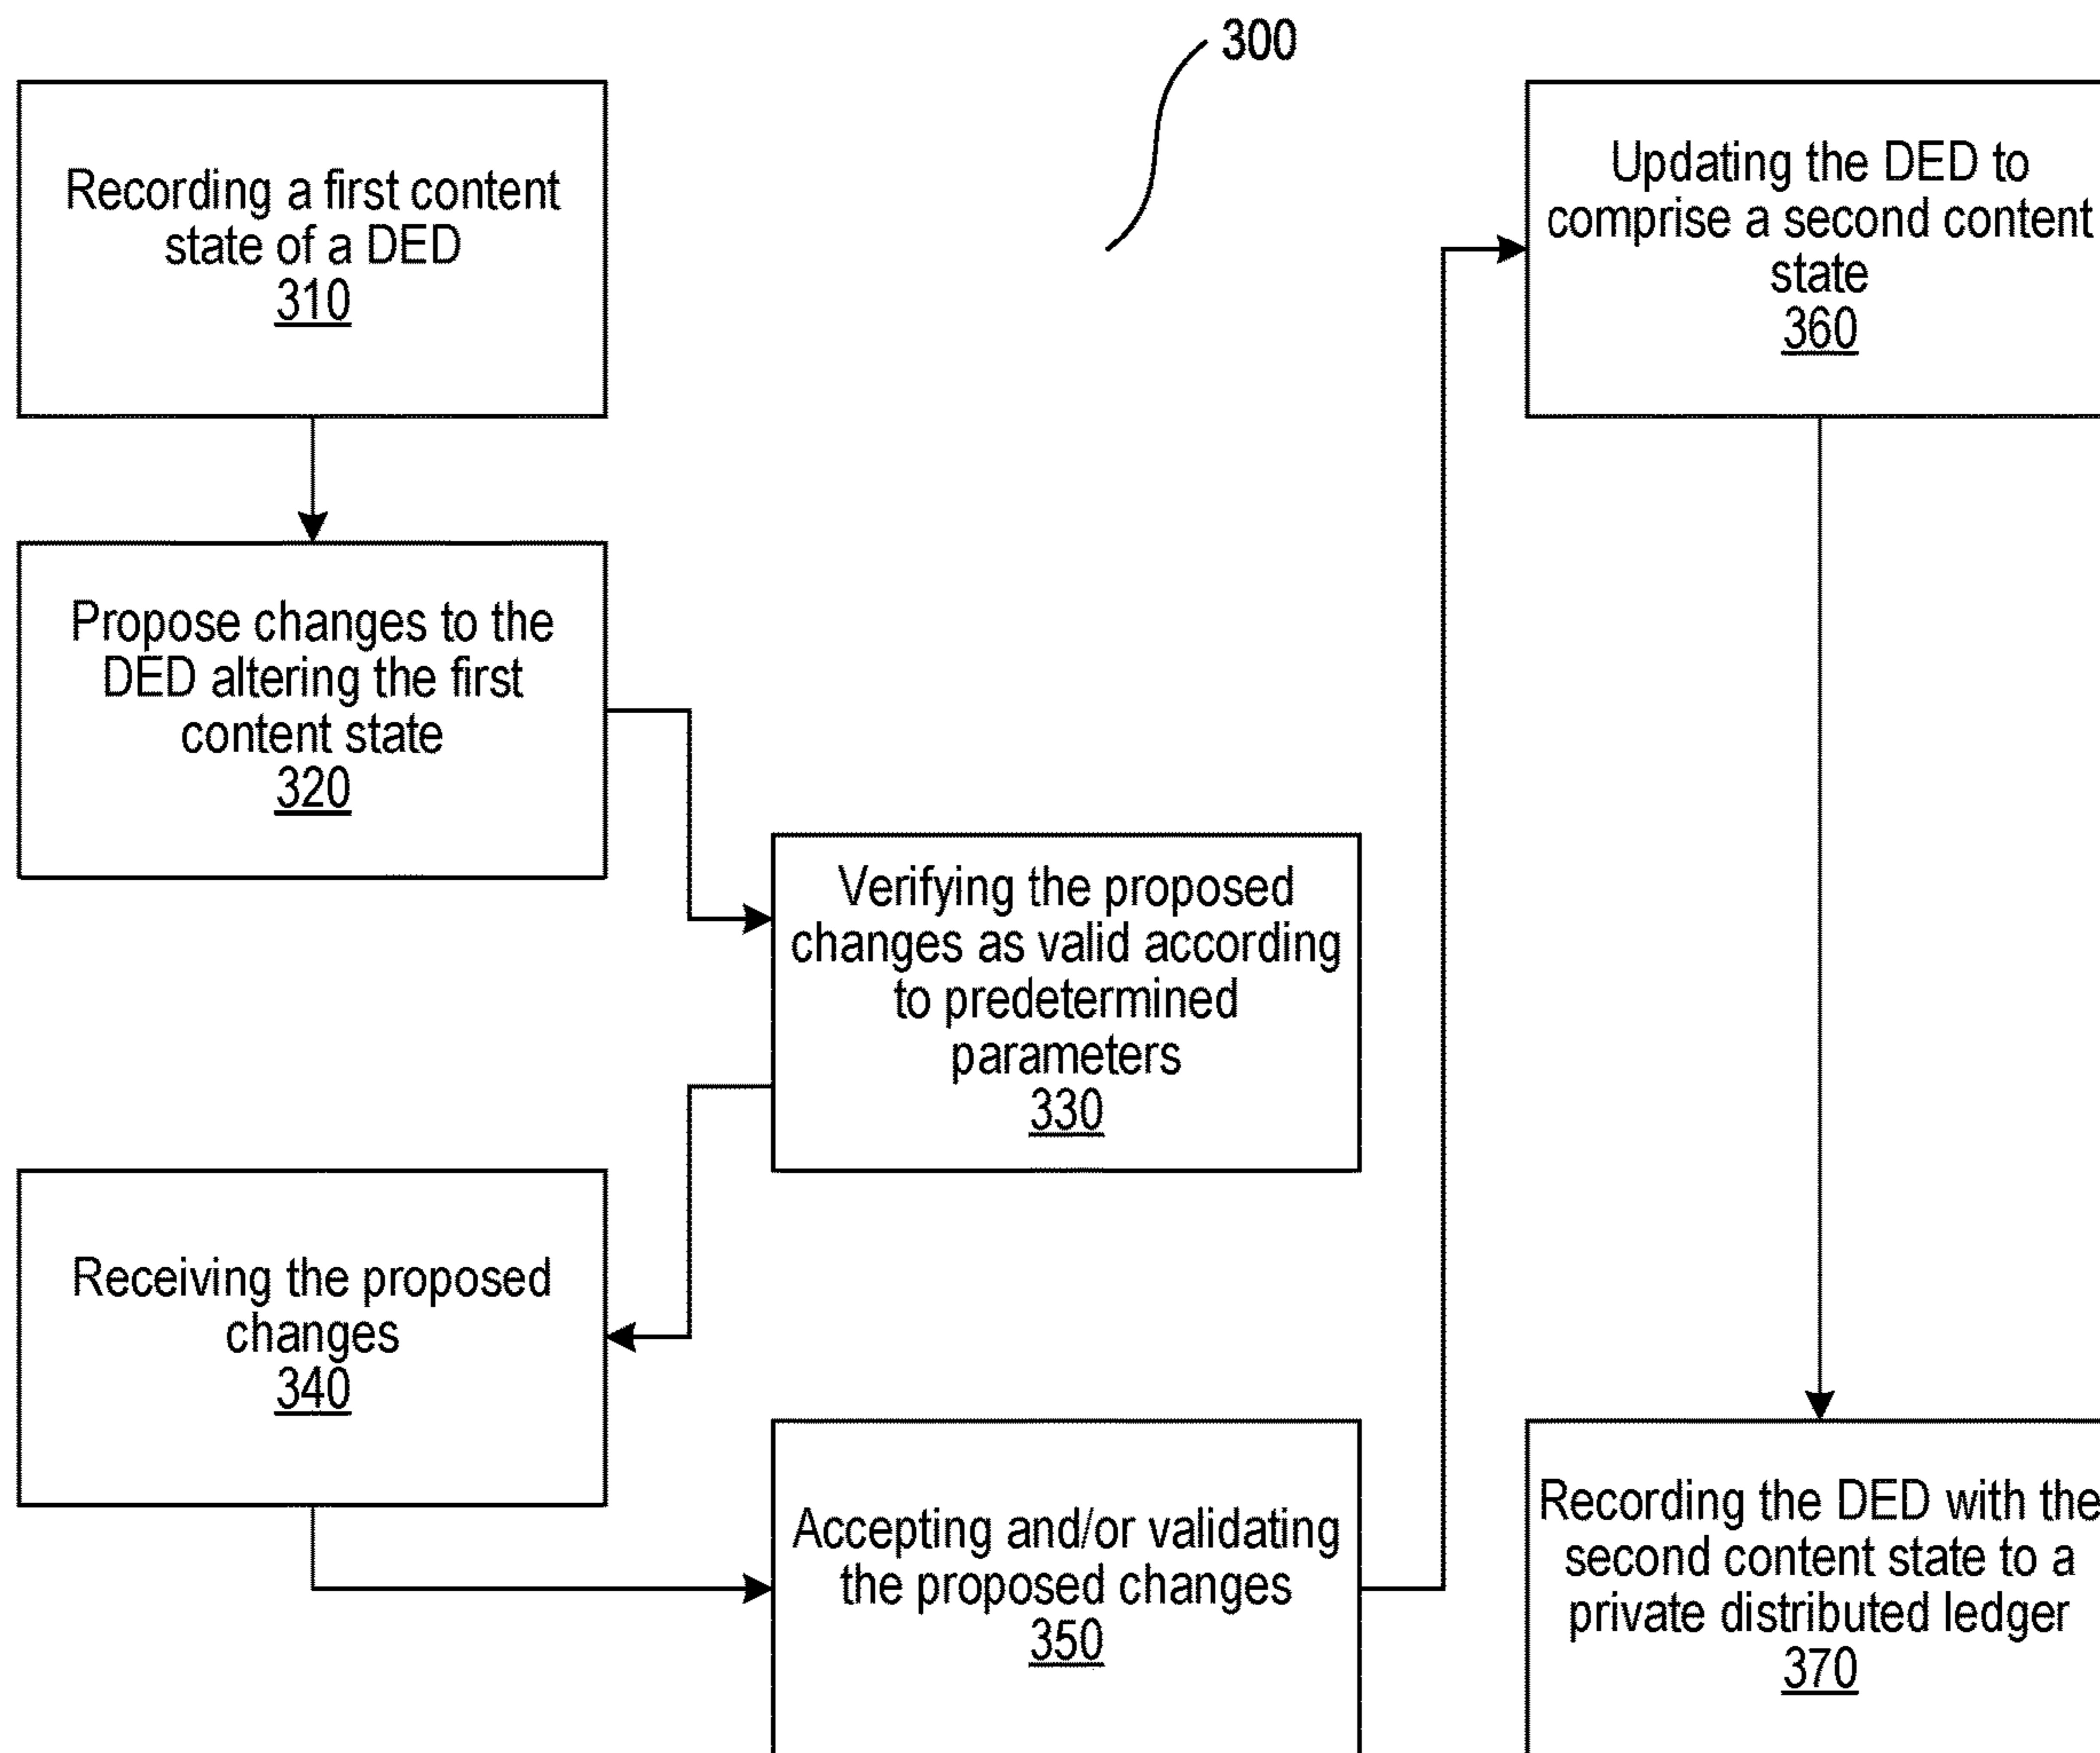 300
Recording a first content
state of a DED
310
Propose changes to the
DED altering the first
content state
320
Verifying the proposed
changes as valid according
to predetermined
parameters
330
Receiving the proposed
changes
340
Accepting and/or validating
the proposed changes
350
Updating the DED to
comprise a second content
state
360
Recording the DED with the
second content state to a
private distributed ledger
370